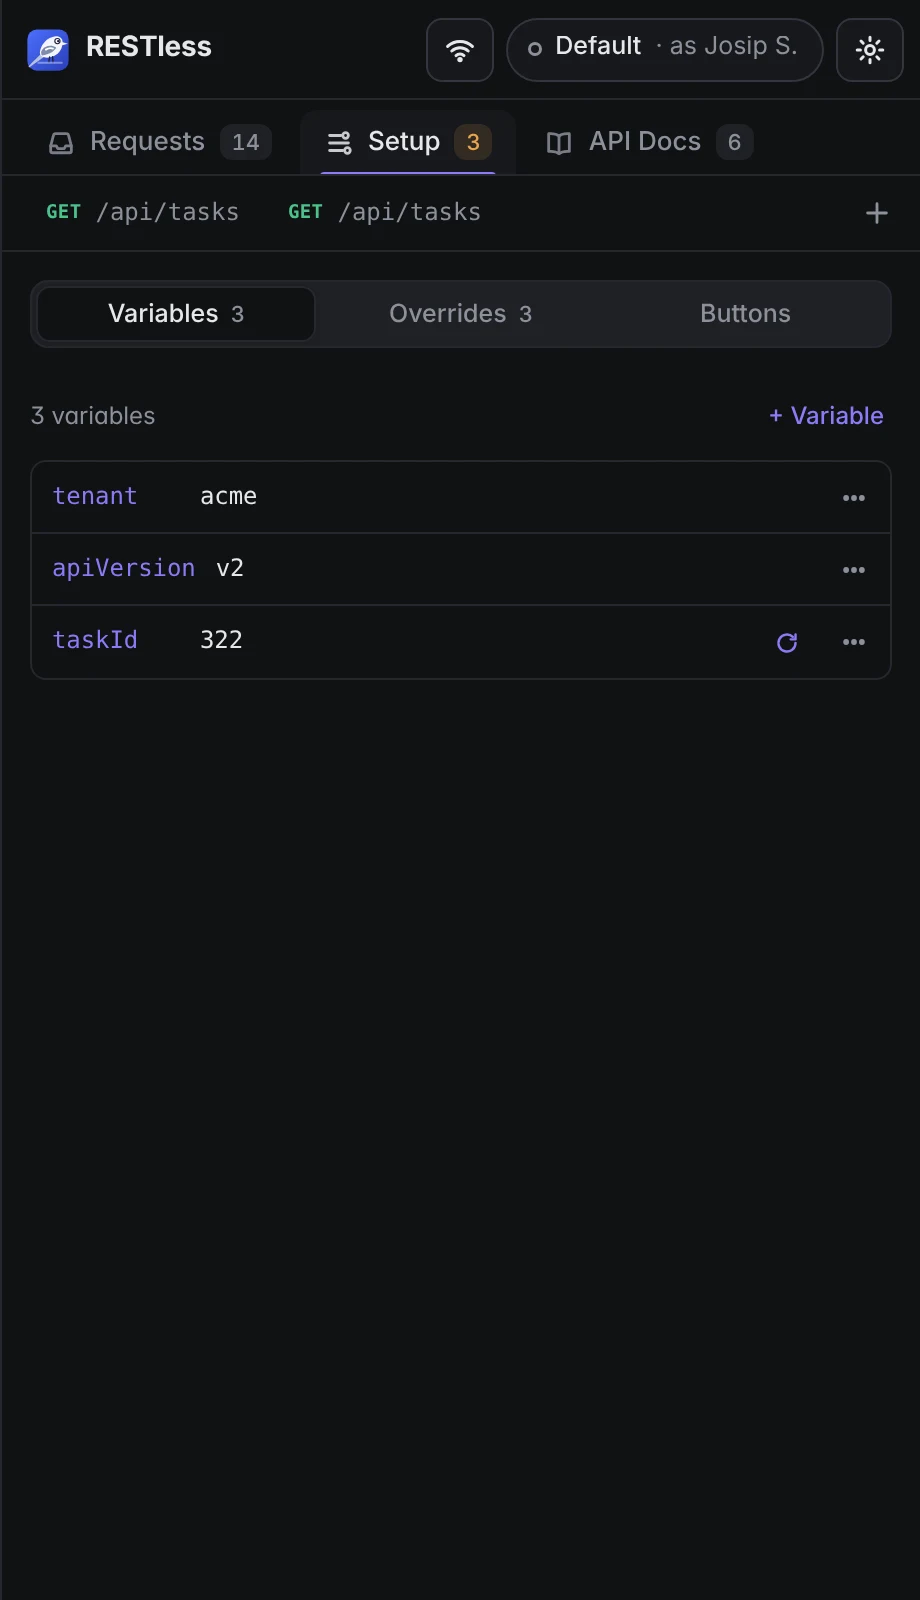 RESTless
Default · as Josip S.
Requests 14
Setup 3
API Docs 6
GET /api/tasks
GET /api/tasks
+
Variables 3
Overrides 3
Buttons
3 variables
+ Variable
tenant acme
apiVersion v2
taskId 322